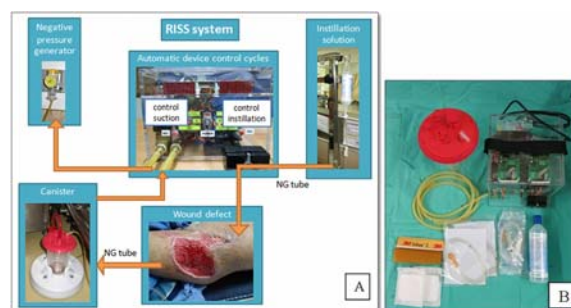 Negative
pressure
generator
RISS system
Automatic device control cycles
control
suction
control
instillation
Instillation
solution
NG tube
Canister
NG tube
Wound defect
A
B